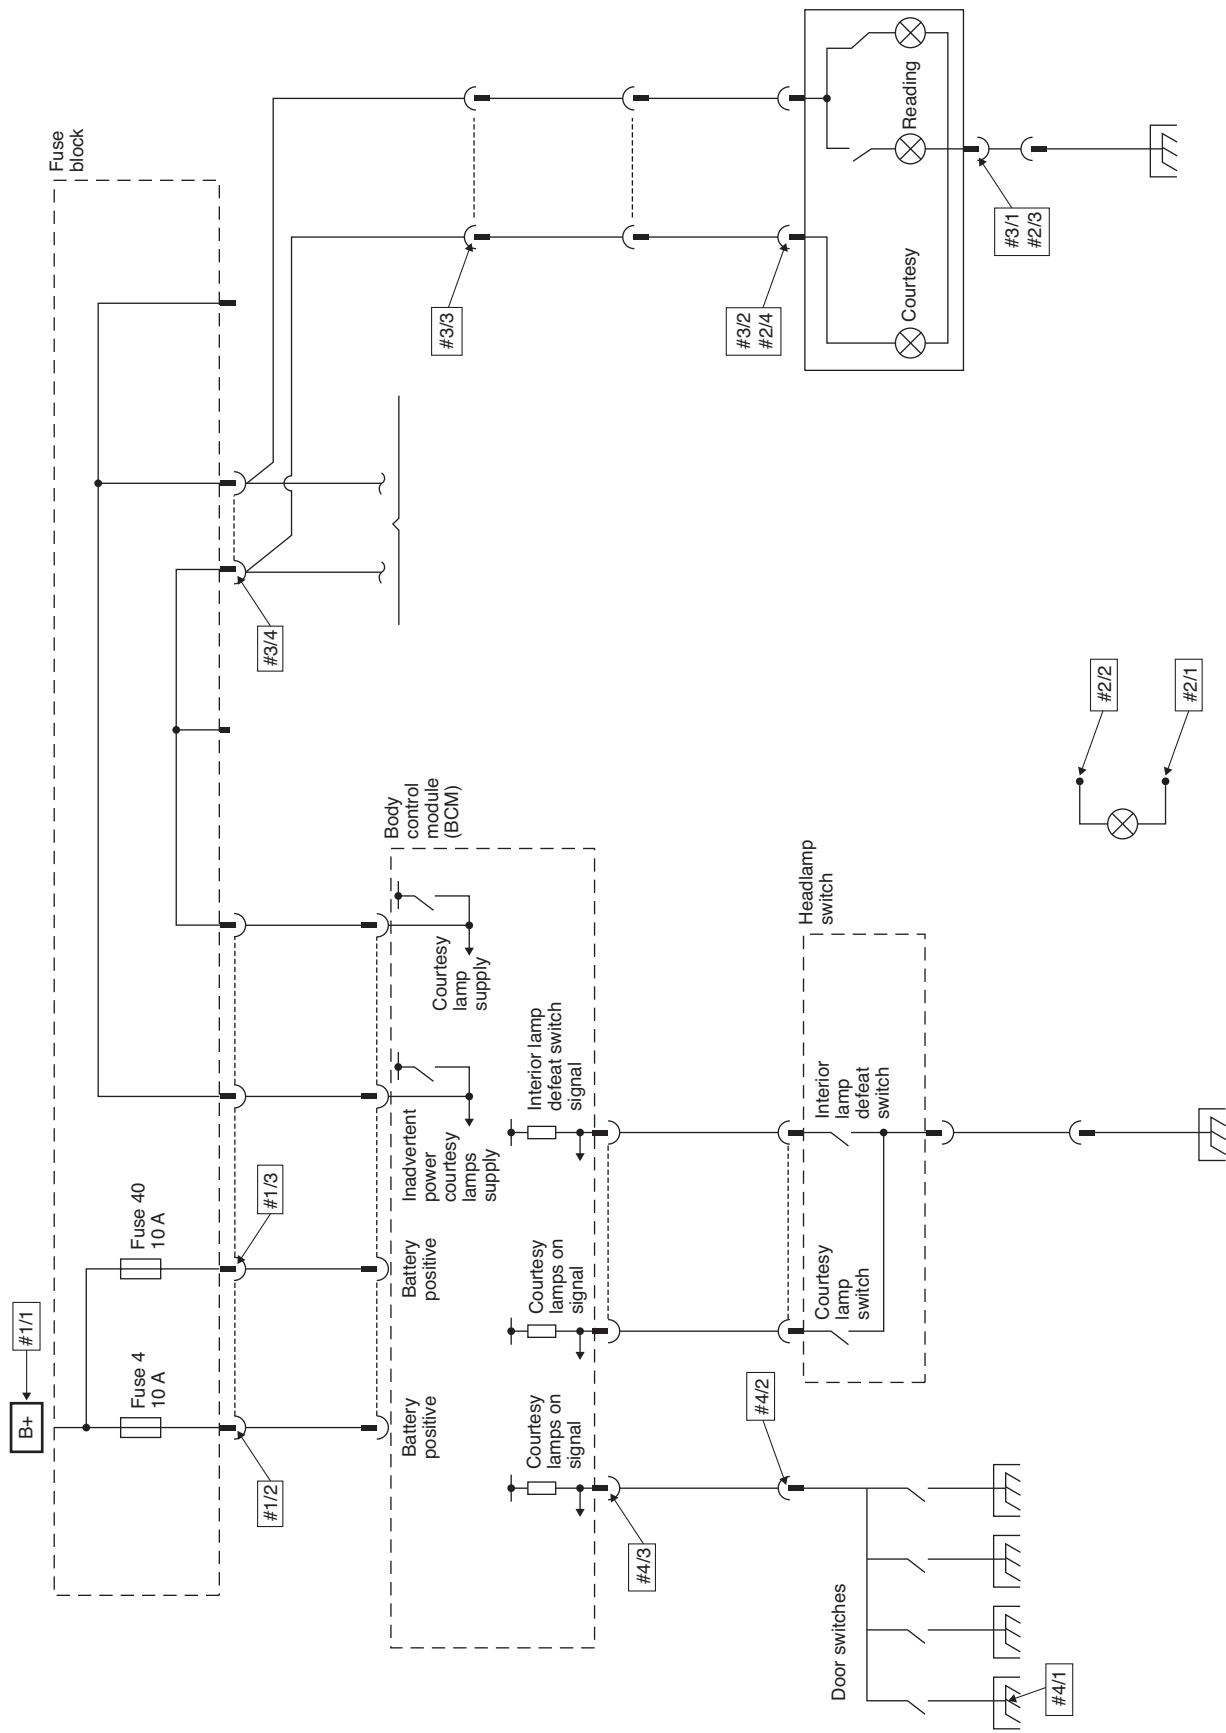 B+
#1/1
Fuse 4
10 A
Fuse 40
10 A
Fuse
block
#1/2
#1/3
#3/4
Battery
positive
Battery
positive
Inadvertent
power
courtesy
lamps
supply
Courtesy
lamp
supply
Body
control
module
(BCM)
Courtesy
lamps on
signal
Courtesy
lamps on
signal
Interior lamp
defeat switch
signal
#3/3
#4/3
#4/2
#3/2
#2/4
Door switches
Courtesy
lamp
switch
Interior
lamp
defeat
switch
Headlamp
switch
Courtesy
Reading
#4/1
#2/2
#2/1
#3/1
#2/3